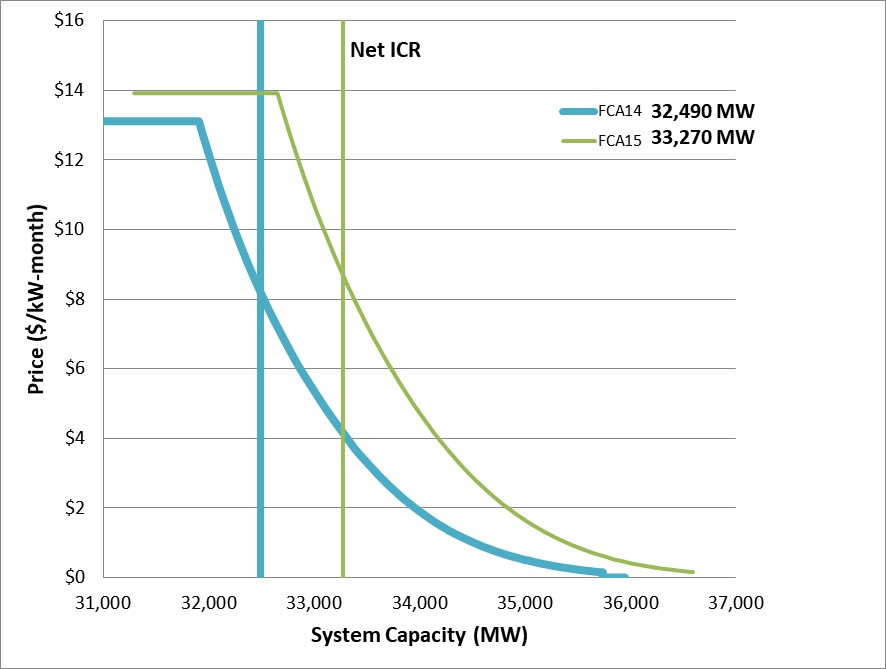 $16
Net ICR
$14
FCA14 32,490 MW
FCA15 33,270 MW
$12
$10
$8
$6
$4
$2
$0
Price ($/kW-month)
31,000 32,000 33,000 34,000 35,000 36,000 37,000
System Capacity (MW)